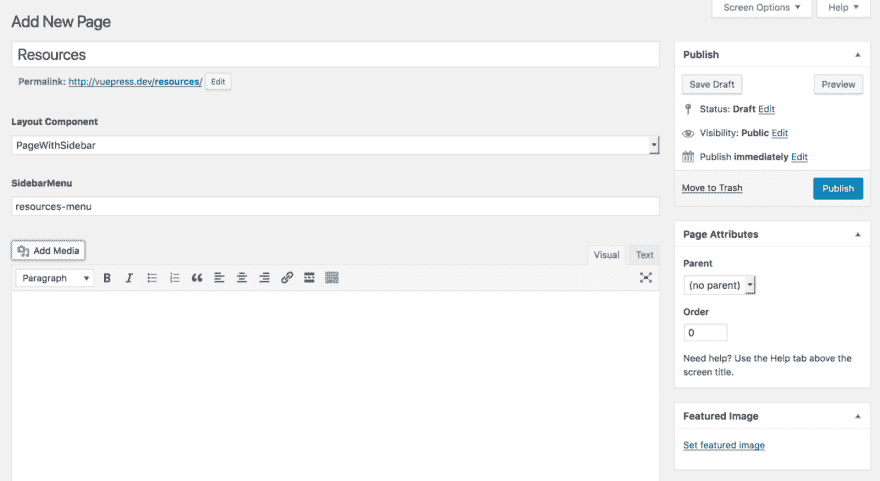 Screen Options
Help
Add New Page
Resources
Permalink: http://vuepress.dev/resources/ Edit
Layout Component
PageWithSidebar
SidebarMenu
resources-menu
Add Media
Visual
Text
Paragraph
B I
Publish
Save Draft
Preview
Status: Draft Edit
Visibility: Public Edit
Publish immediately Edit
Move to Trash
Publish
Page Attributes
Parent
(no parent)
Order
0
Need help? Use the Help tab above the
screen title.
Featured Image
Set featured image